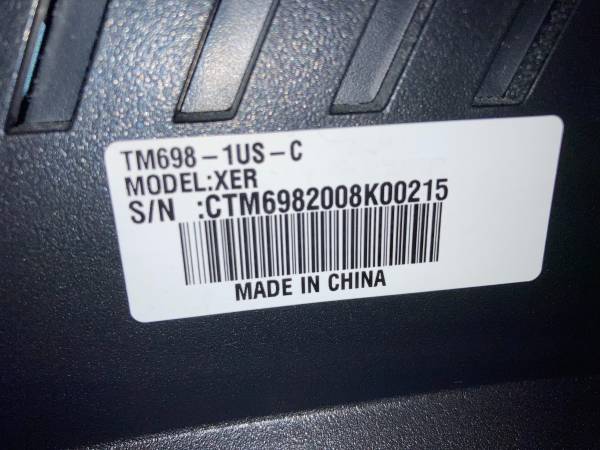 TM698-1US-C
MODEL:XER
S/N :CTM6982008K00215
MADE IN CHINA